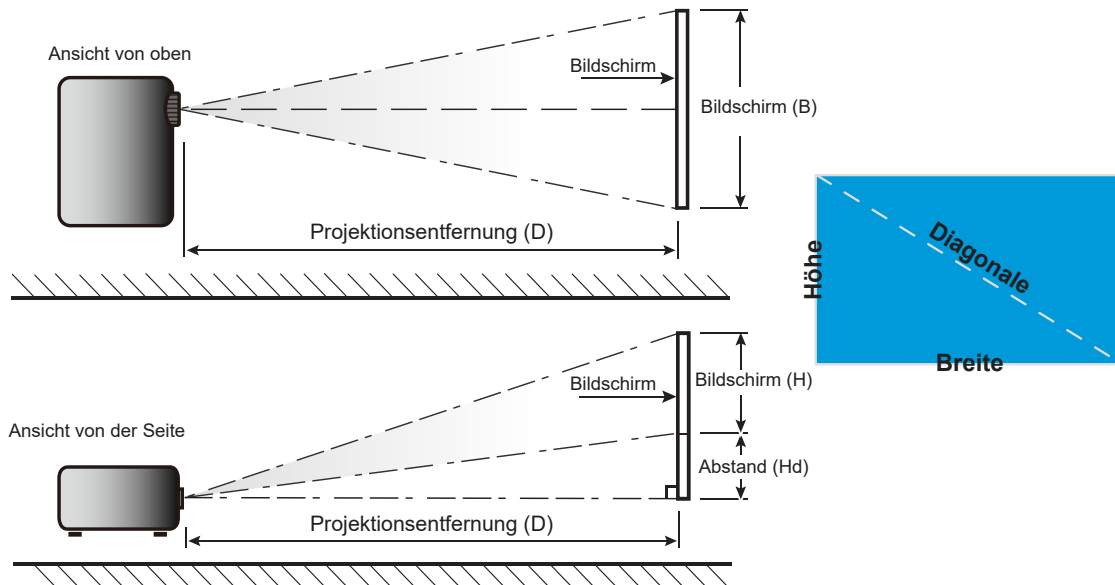 Ansicht von oben
Bildschirm
Bildschirm (B)
Projektionsentfernung (D)
Höhe
Diagonale
Breite
Ansicht von der Seite
Bildschirm
Bildschirm (H)
Abstand (Hd)
Projektionsentfernung (D)